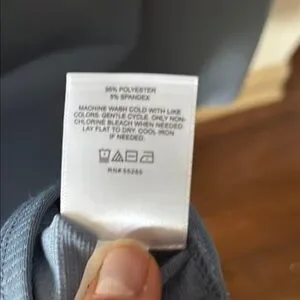 95% POLYESTER
5% SPANDEX
MACHINE WASH COLD WITH LIKE
COLORS. GENTLE CYCLE. ONLY NON-
CHLORINE BLEACH WHEN NEEDED.
LAY FLAT TO DRY. COOL IRON
IF NEEDED.